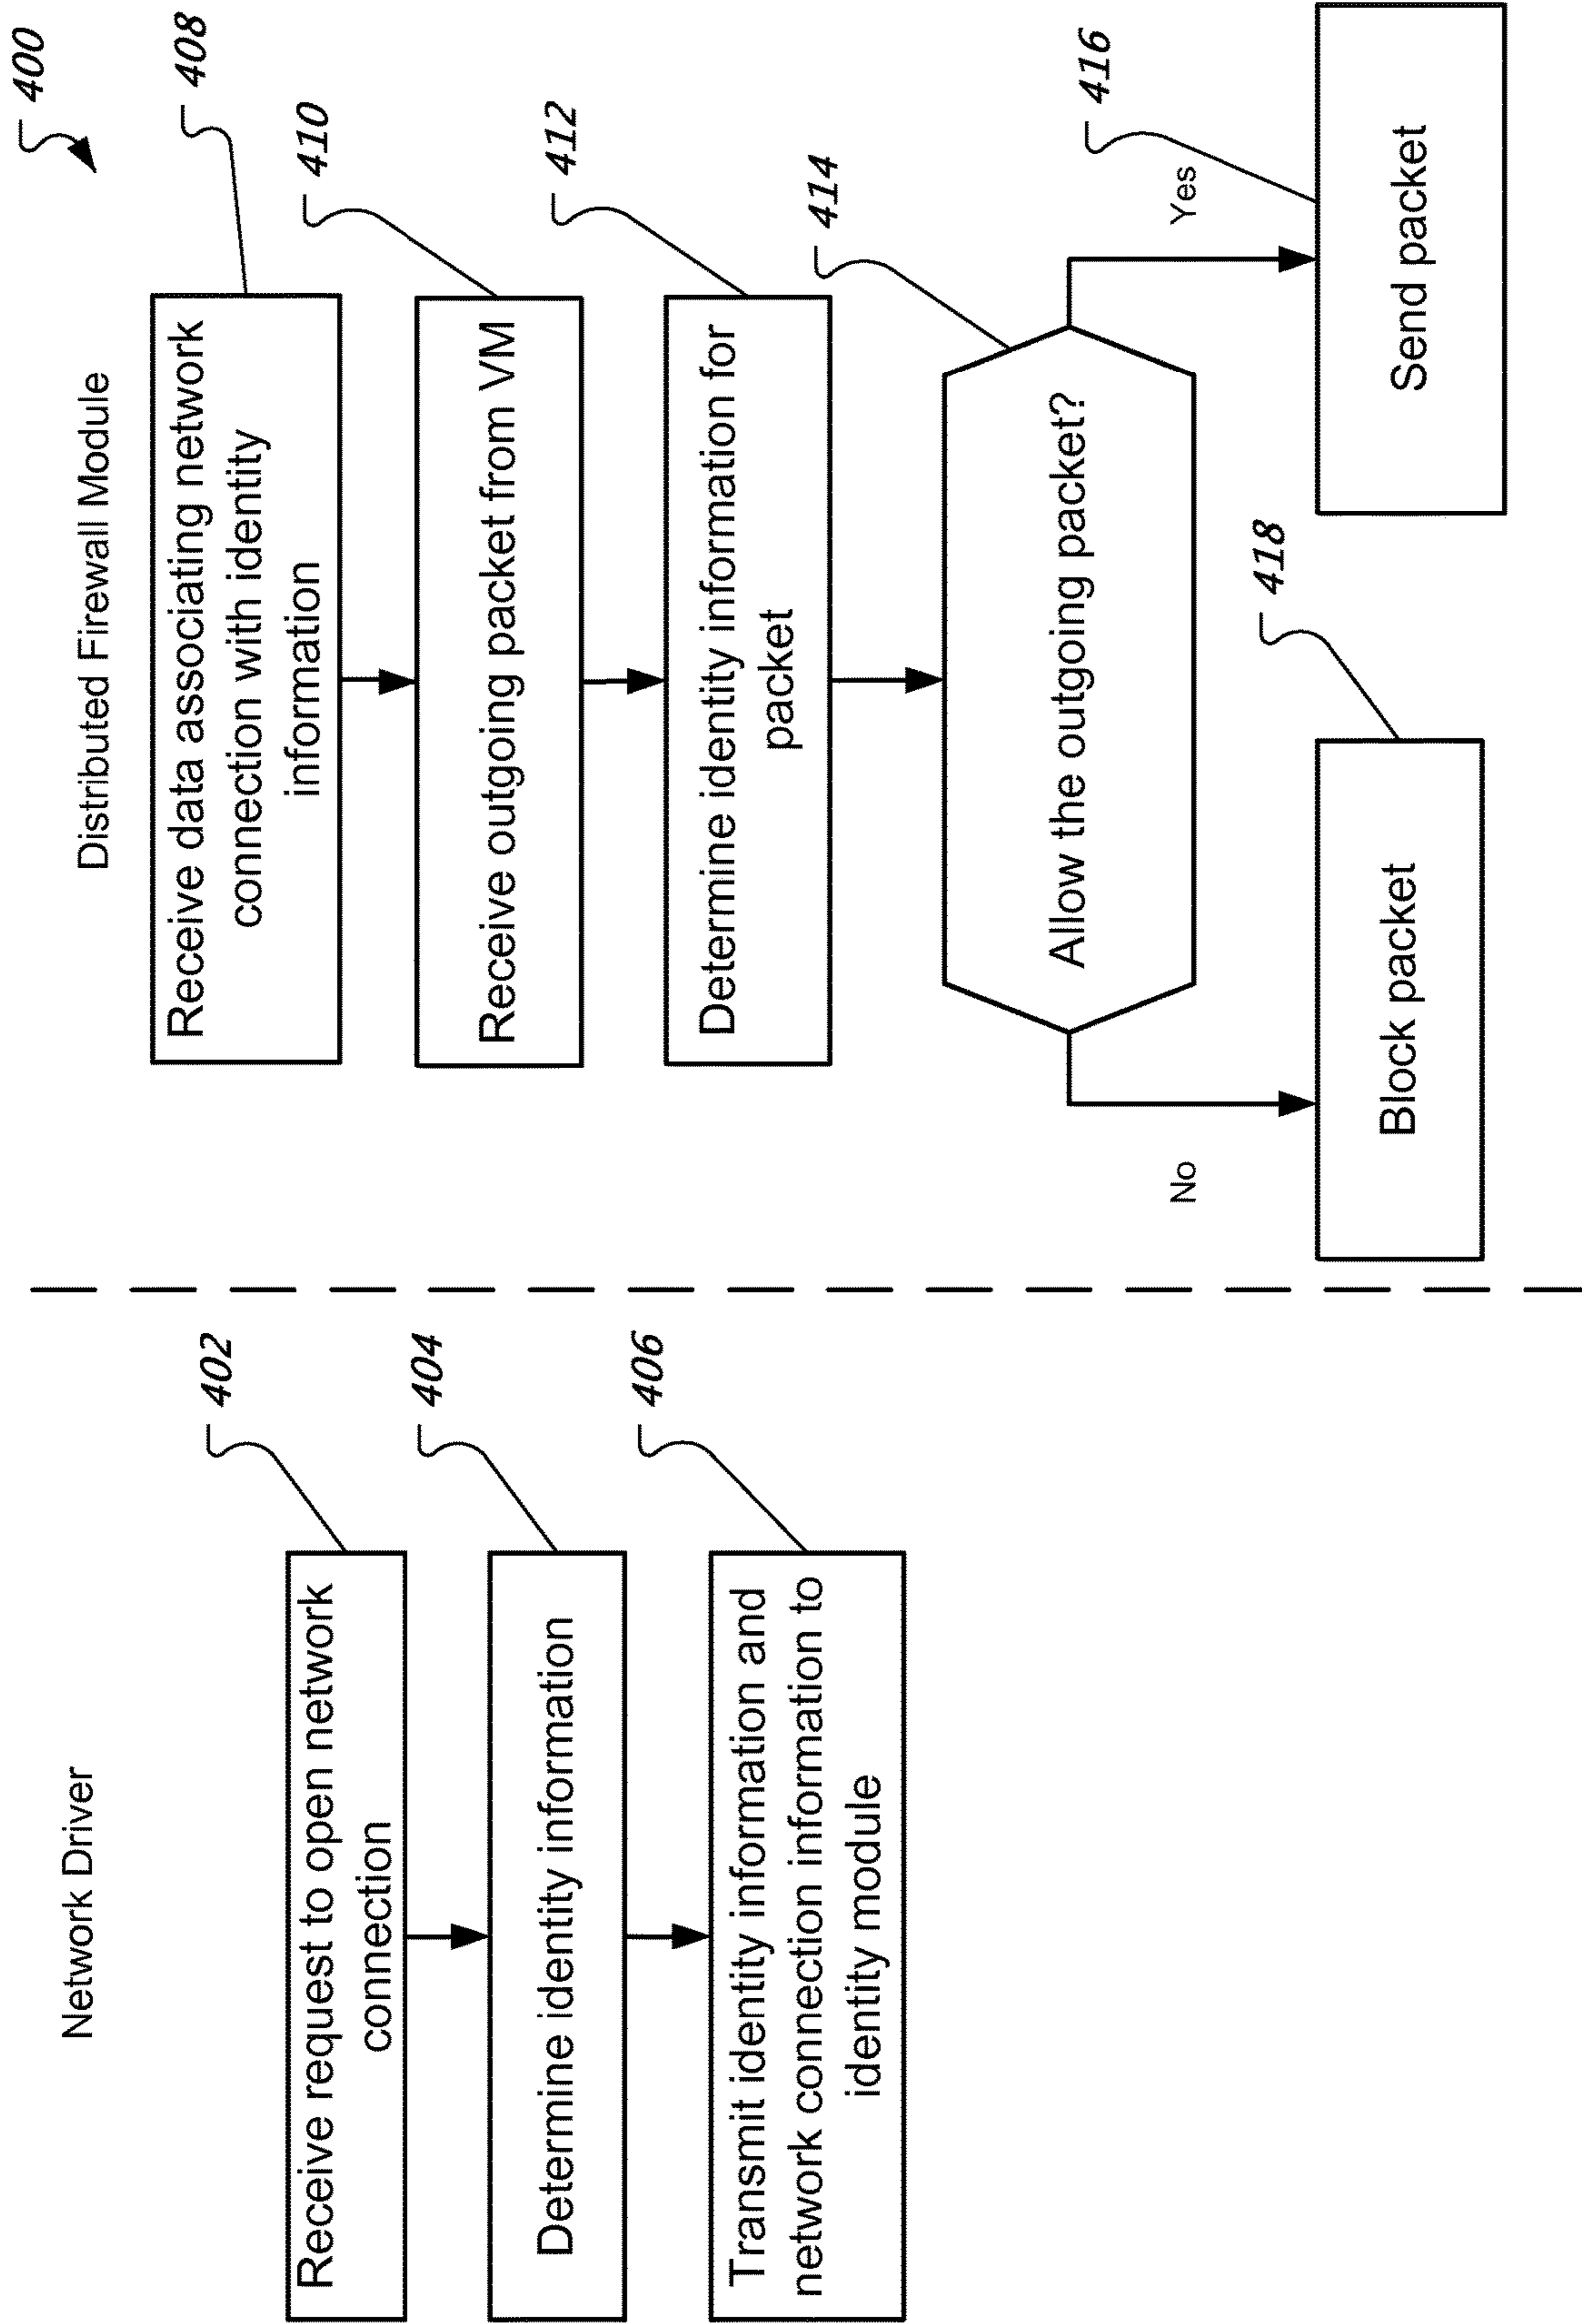 400
Network Driver
402
Receive request to open network
connection
404
Determine identity information
406
Transmit identity information and
network connection information to
identity module
Distributed Firewall Module
408
Receive data associating network
connection with identity
information
410
Receive outgoing packet from VM
412
Determine identity information for
packet
414
Allow the outgoing packet?
No
Yes
418
Block packet
416
Send packet